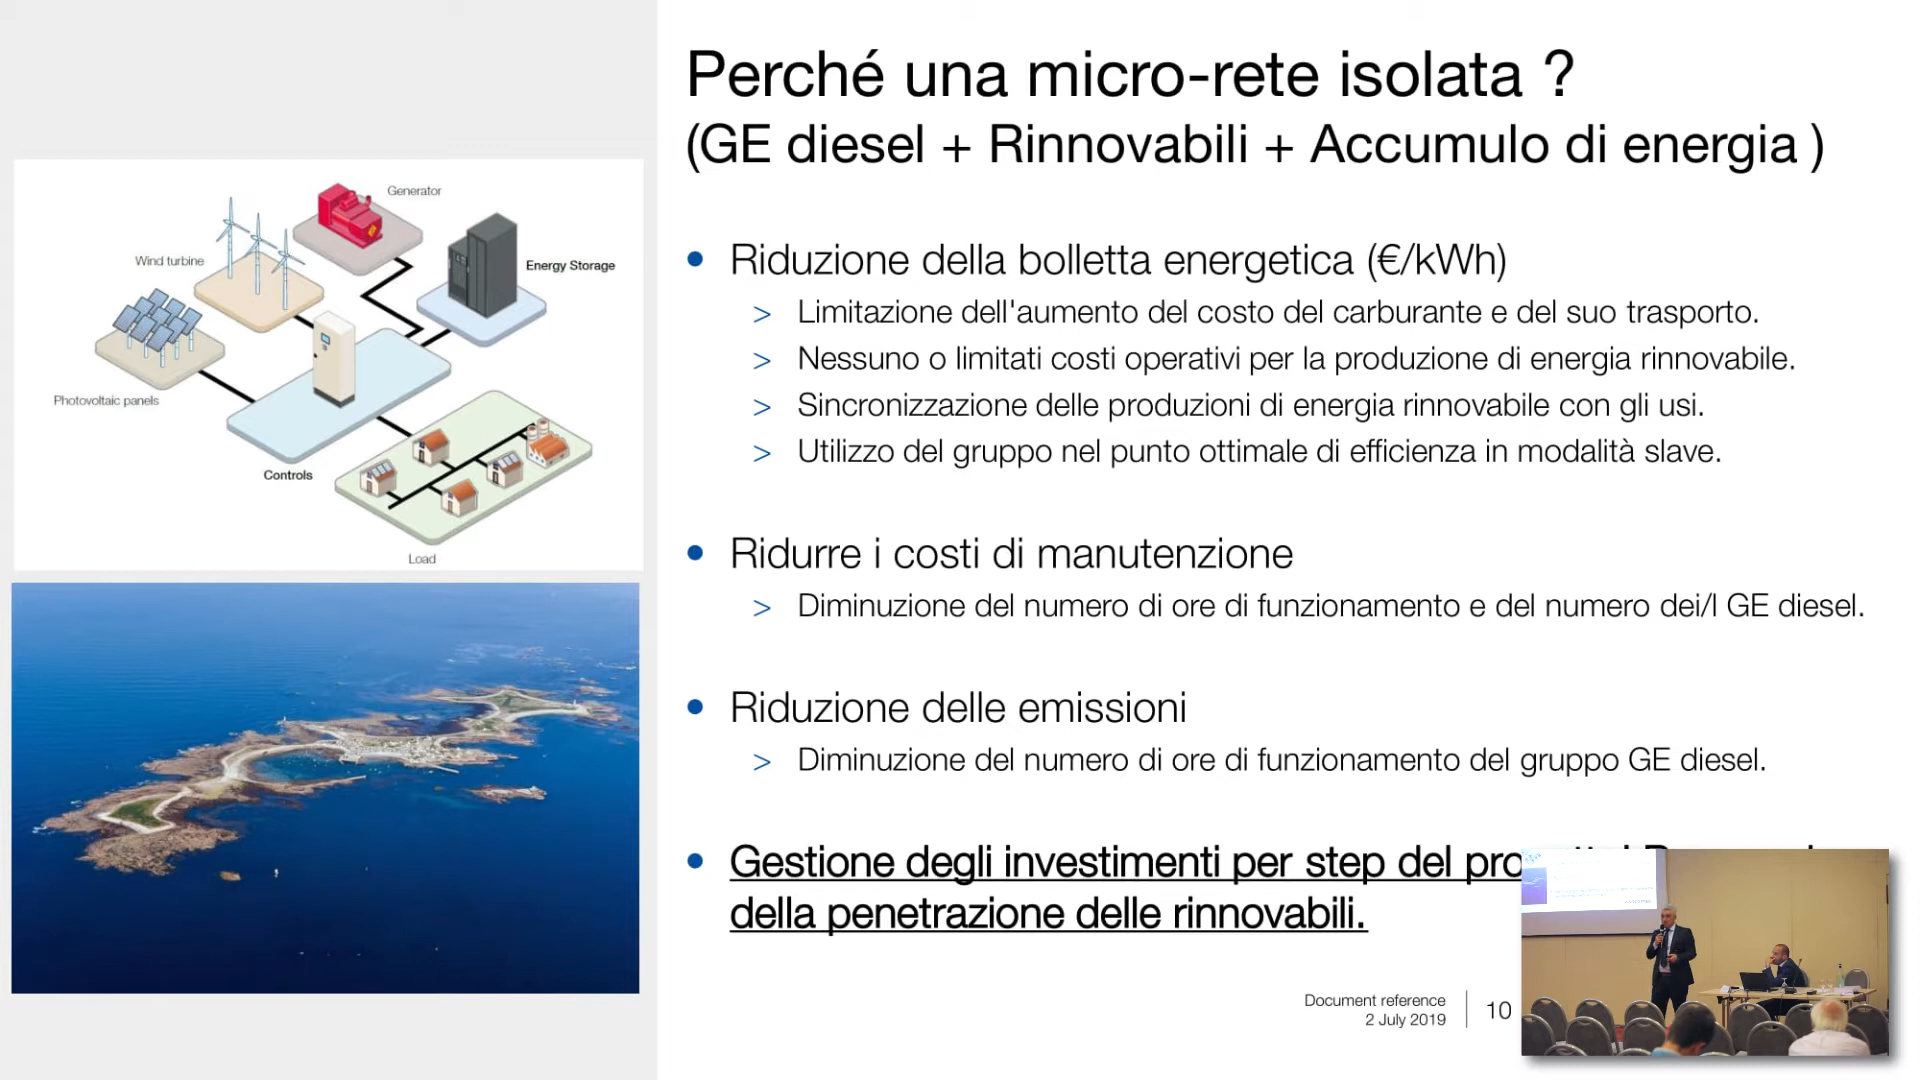 Perché una micro-rete isolata ?
(GE diesel + Rinnovabili + Accumulo di energia )
Generator
Wind turbine
Energy Storage
Photovoltaic panels
Controls
Load
• Riduzione della bolletta energetica (€/kWh)
> Limitazione dell'aumento del costo del carburante e del suo trasporto.
> Nessuno o limitati costi operativi per la produzione di energia rinnovabile.
> Sincronizzazione delle produzioni di energia rinnovabile con gli usi.
> Utilizzo del gruppo nel punto ottimale di efficienza in modalità slave.
• Ridurre i costi di manutenzione
> Diminuzione del numero di ore di funzionamento e del numero dei/l GE diesel.
• Riduzione delle emissioni
> Diminuzione del numero di ore di funzionamento del gruppo GE diesel.
• Gestione degli investimenti per step del
della penetrazione delle rinnovabili.
Document reference
2 July 2019
10